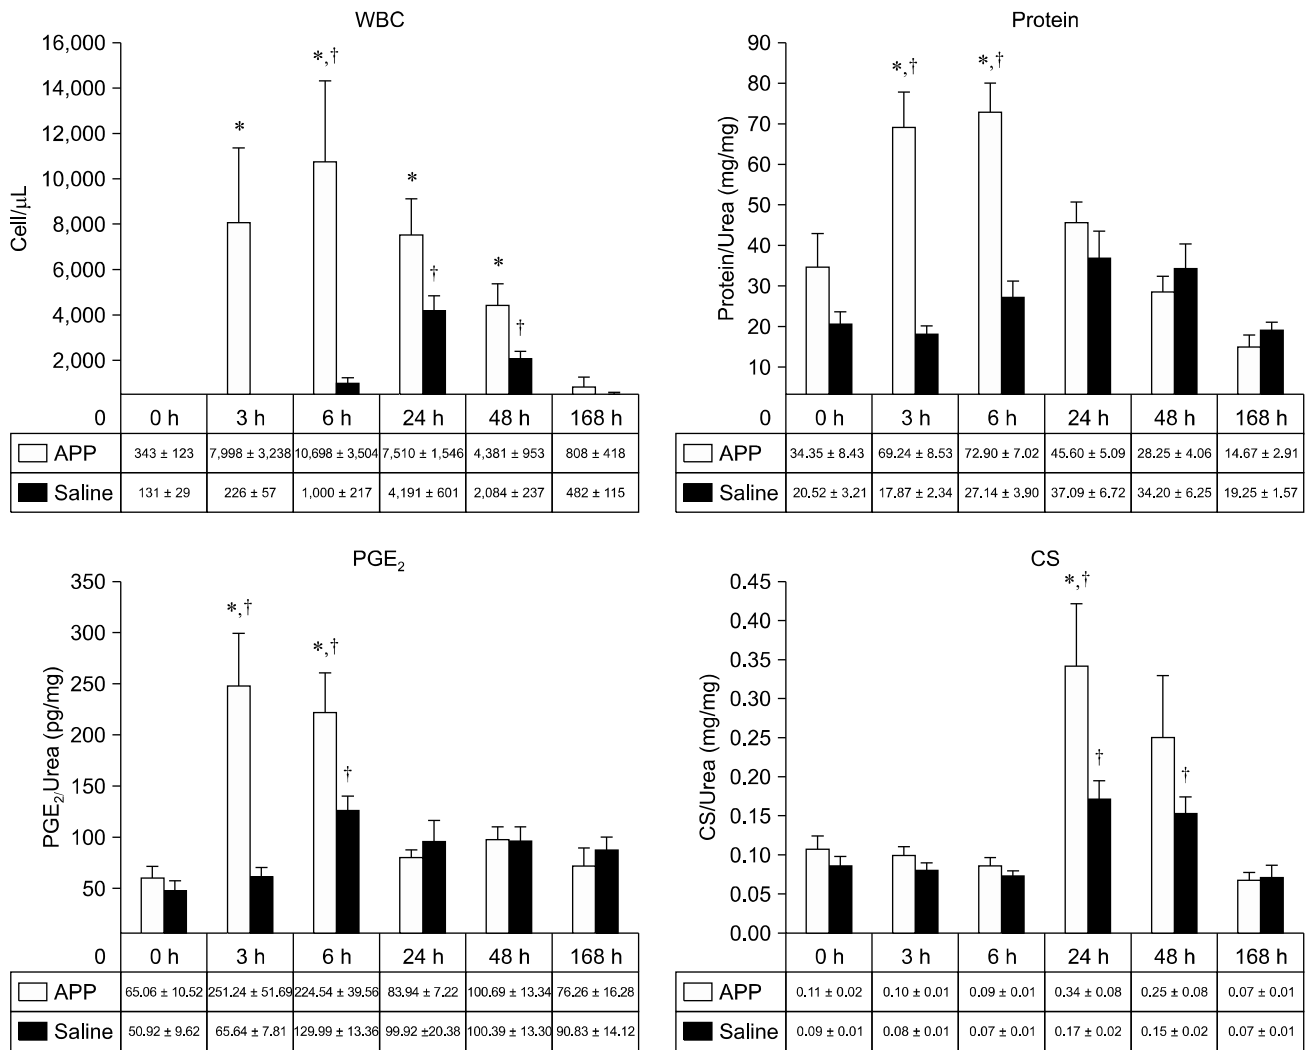 WBC
16,000
14,000
12,000
10,000
8,000
6,000
4,000
2,000
0
Cell/μL
*
*,†
*
†
*
†
0 h 3 h 6 h 24 h 48 h 168 h
APP 343 ± 123 7,998 ± 3,238 10,698 ± 3,504 7,510 ± 1,546 4,381 ± 953 808 ± 418
Saline 131 ± 29 226 ± 57 1,000 ± 217 4,191 ± 601 2,084 ± 237 482 ± 115
Protein
90
80
70
60
50
40
30
20
10
0
Protein/Urea (mg/mg)
*,†
*,†
0 h 3 h 6 h 24 h 48 h 168 h
APP 34.35 ± 8.43 69.24 ± 8.53 72.90 ± 7.02 45.60 ± 5.09 28.25 ± 4.06 14.67 ± 2.91
Saline 20.52 ± 3.21 17.87 ± 2.34 27.14 ± 3.90 37.09 ± 6.72 34.20 ± 6.25 19.25 ± 1.57
PGE₂
350
300
250
200
150
100
50
0
PGE₂/Urea (pg/mg)
*,†
*,†
†
0 h 3 h 6 h 24 h 48 h 168 h
APP 65.06 ± 10.52 251.24 ± 51.69 224.54 ± 39.56 83.94 ± 7.22 100.69 ± 13.34 76.26 ± 16.28
Saline 50.92 ± 9.62 65.64 ± 7.81 129.99 ± 13.36 99.92 ±20.38 100.39 ± 13.30 90.83 ± 14.12
CS
0.45
0.40
0.35
0.30
0.25
0.20
0.15
0.10
0.05
0.00
CS/Urea (mg/mg)
*,†
†
†
0 h 3 h 6 h 24 h 48 h 168 h
APP 0.11 ± 0.02 0.10 ± 0.01 0.09 ± 0.01 0.34 ± 0.08 0.25 ± 0.08 0.07 ± 0.01
Saline 0.09 ± 0.01 0.08 ± 0.01 0.07 ± 0.01 0.17 ± 0.02 0.15 ± 0.02 0.07 ± 0.01